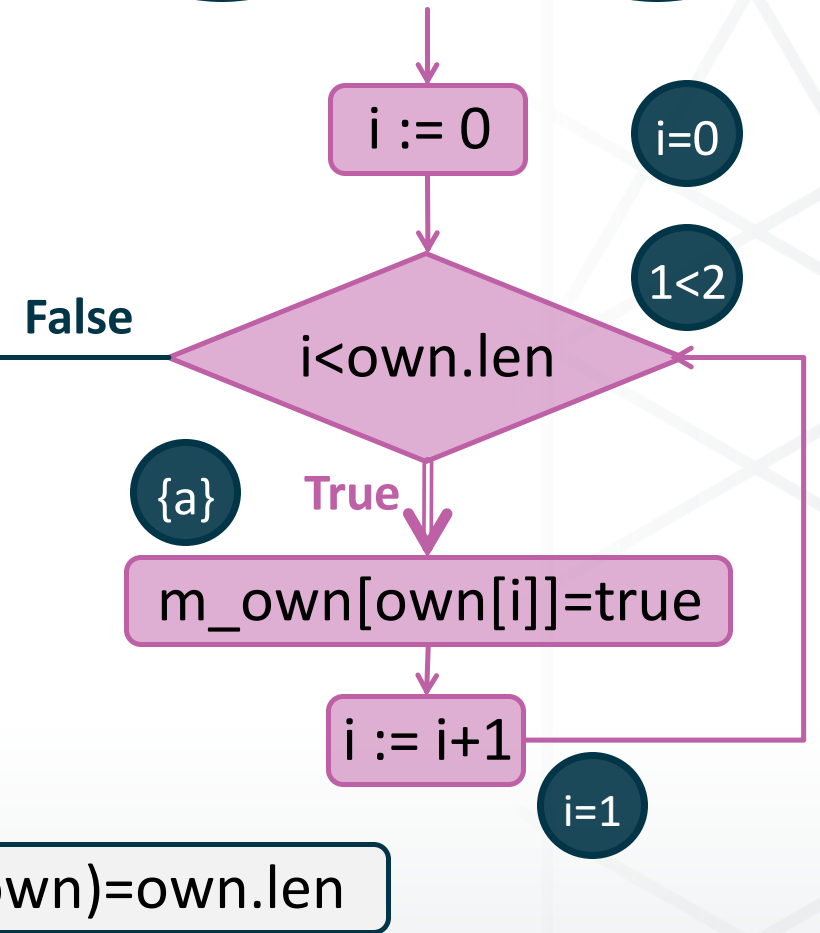 i := 0
i=0
1<2
False
i<own.len
{a}
True
m_own[own[i]]=true
i := i+1
i=1
wn)=own.len